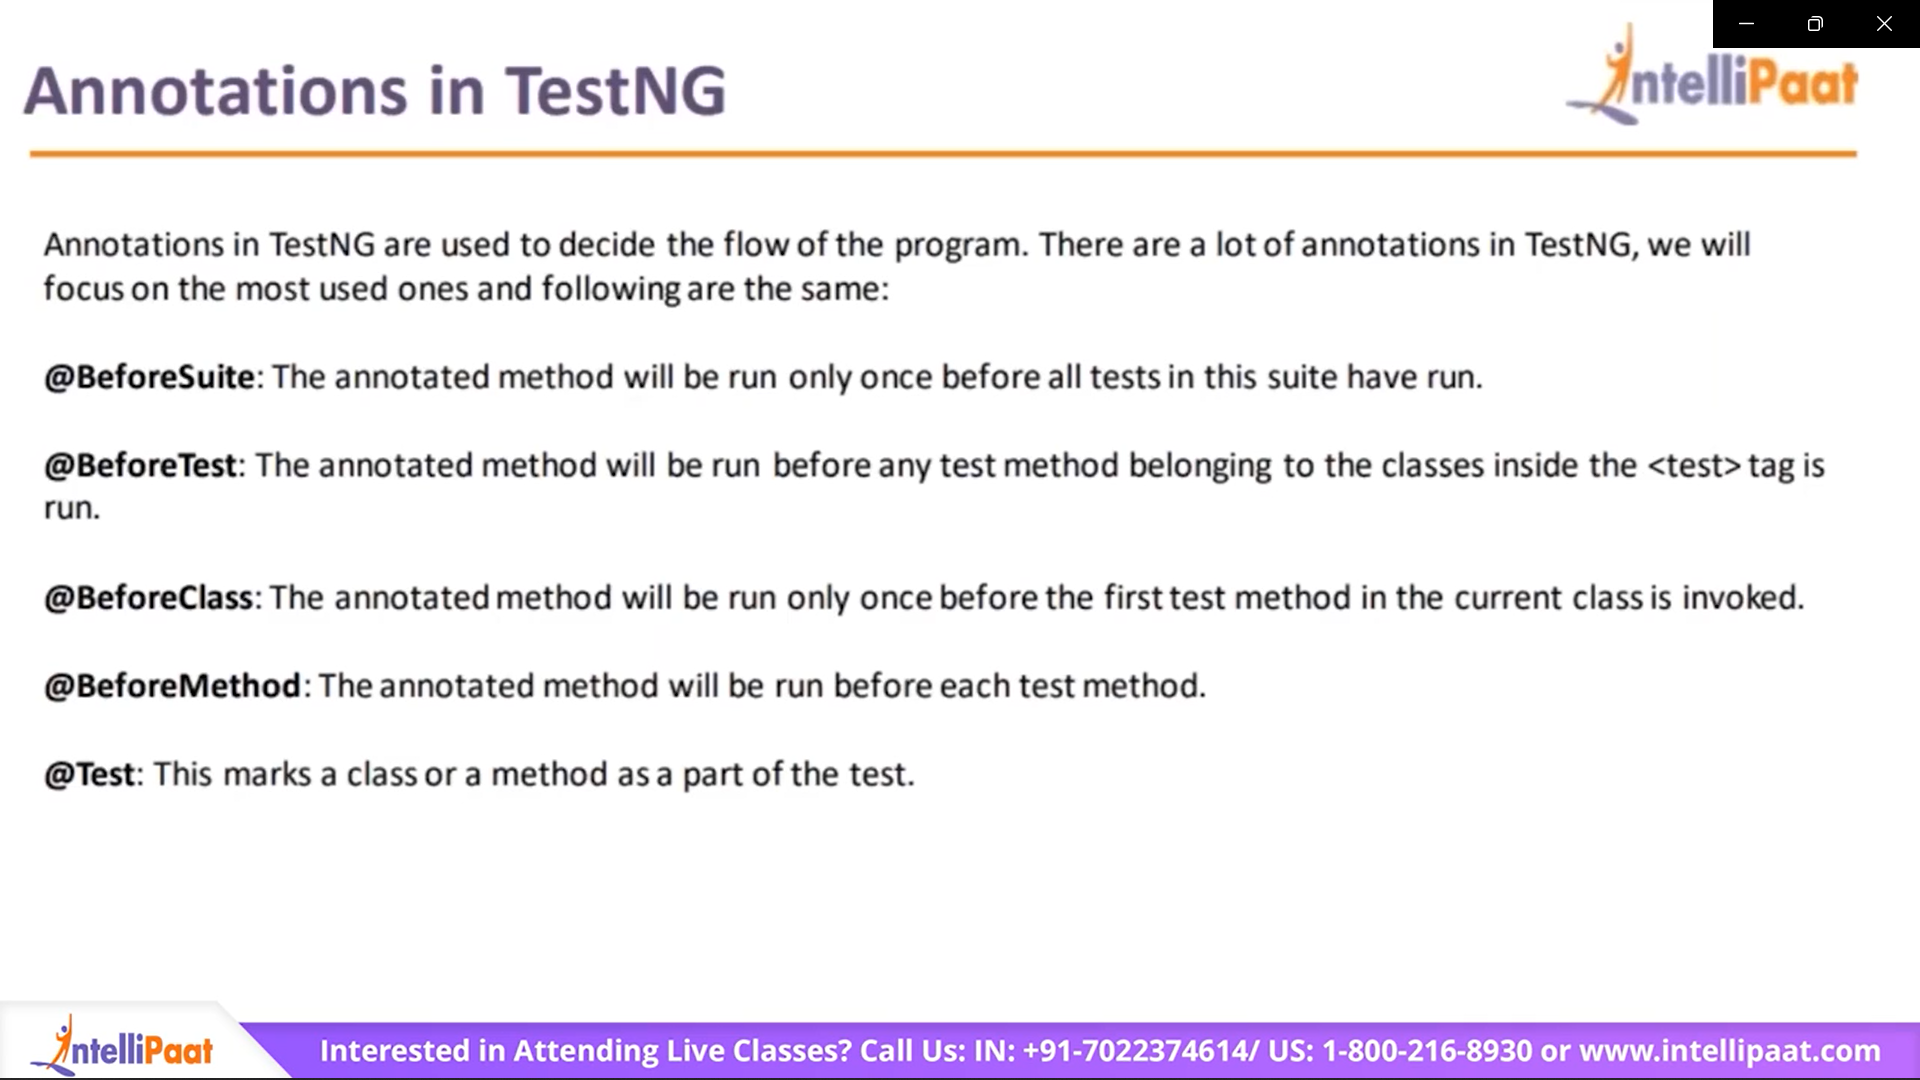 Annotations in TestNG
IntelliPaat
Annotations in TestNG are used to decide the flow of the program. There are a lot of annotations in TestNG, we will
focus on the most used ones and following are the same:
@BeforeSuite: The annotated method will be run only once before all tests in this suite have run.
@BeforeTest: The annotated method will be run before any test method belonging to the classes inside the <test> tag is
run.
@BeforeClass: The annotated method will be run only once before the first test method in the current class is invoked.
@BeforeMethod: The annotated method will be run before each test method.
@Test: This marks a class or a method as a part of the test.
IntelliPaat
Interested in Attending Live Classes? Call Us: IN: +91-7022374614/ US: 1-800-216-8930 or www.intellipaat.com